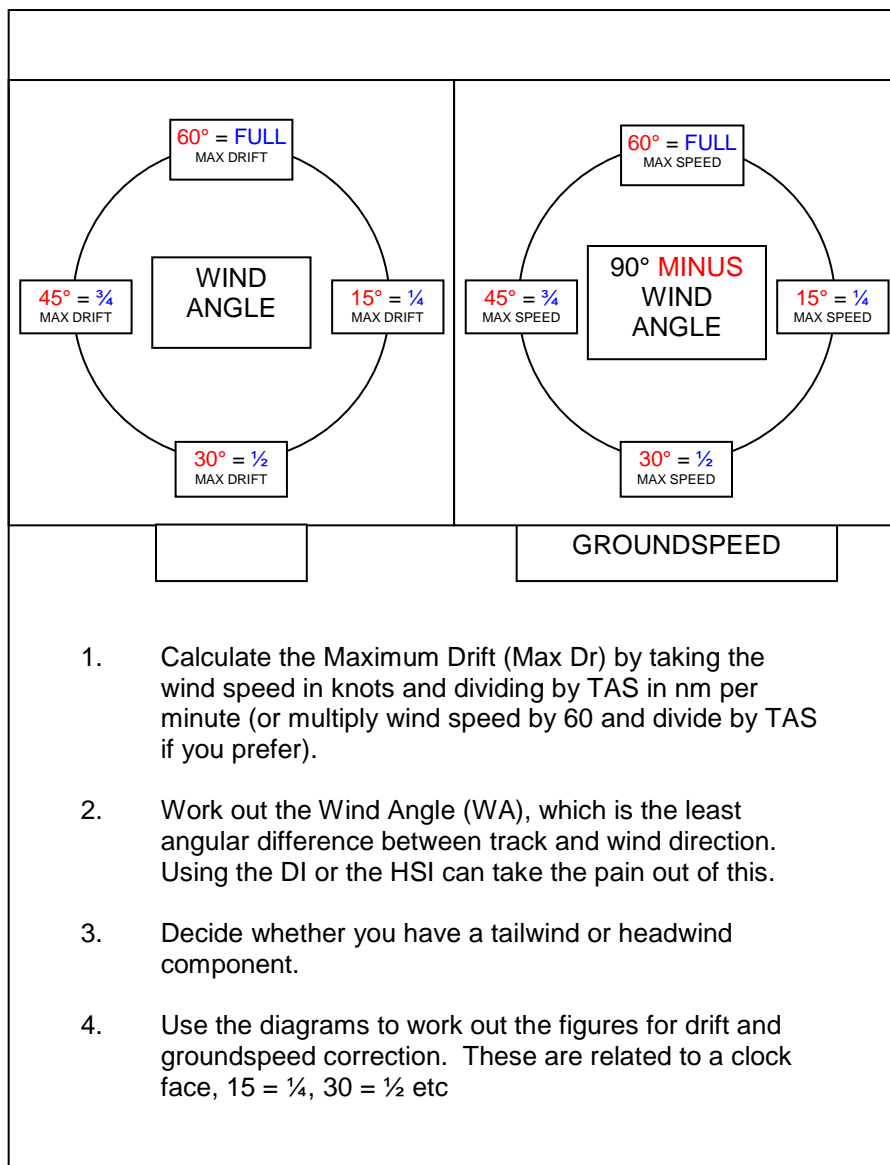 60° = FULL
MAX DRIFT
45° = ¾
MAX DRIFT
WIND
ANGLE
15° = ¼
MAX DRIFT
30° = ½
MAX DRIFT
60° = FULL
MAX SPEED
45° = ¾
MAX SPEED
90° MINUS
WIND
ANGLE
15° = ¼
MAX SPEED
30° = ½
MAX SPEED
GROUNDSPEED
1. Calculate the Maximum Drift (Max Dr) by taking the
wind speed in knots and dividing by TAS in nm per
minute (or multiply wind speed by 60 and divide by TAS
if you prefer).
2. Work out the Wind Angle (WA), which is the least
angular difference between track and wind direction.
Using the DI or the HSI can take the pain out of this.
3. Decide whether you have a tailwind or headwind
component.
4. Use the diagrams to work out the figures for drift and
groundspeed correction. These are related to a clock
face, 15 = ¼, 30 = ½ etc